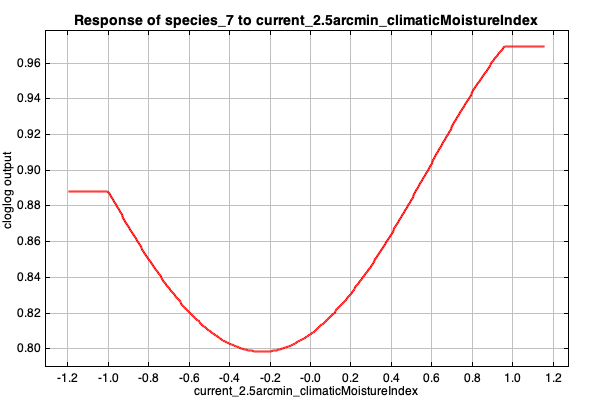 Response of species_7 to current_2.5arcmin_climaticMoistureIndex
cloglog output
0.96
0.94
0.92
0.90
0.88
0.86
0.84
0.82
0.80
-1.2 -1.0 -0.8 -0.6 -0.4 -0.2 -0.0 0.2 0.4 0.6 0.8 1.0 1.2
current_2.5arcmin_climaticMoistureIndex